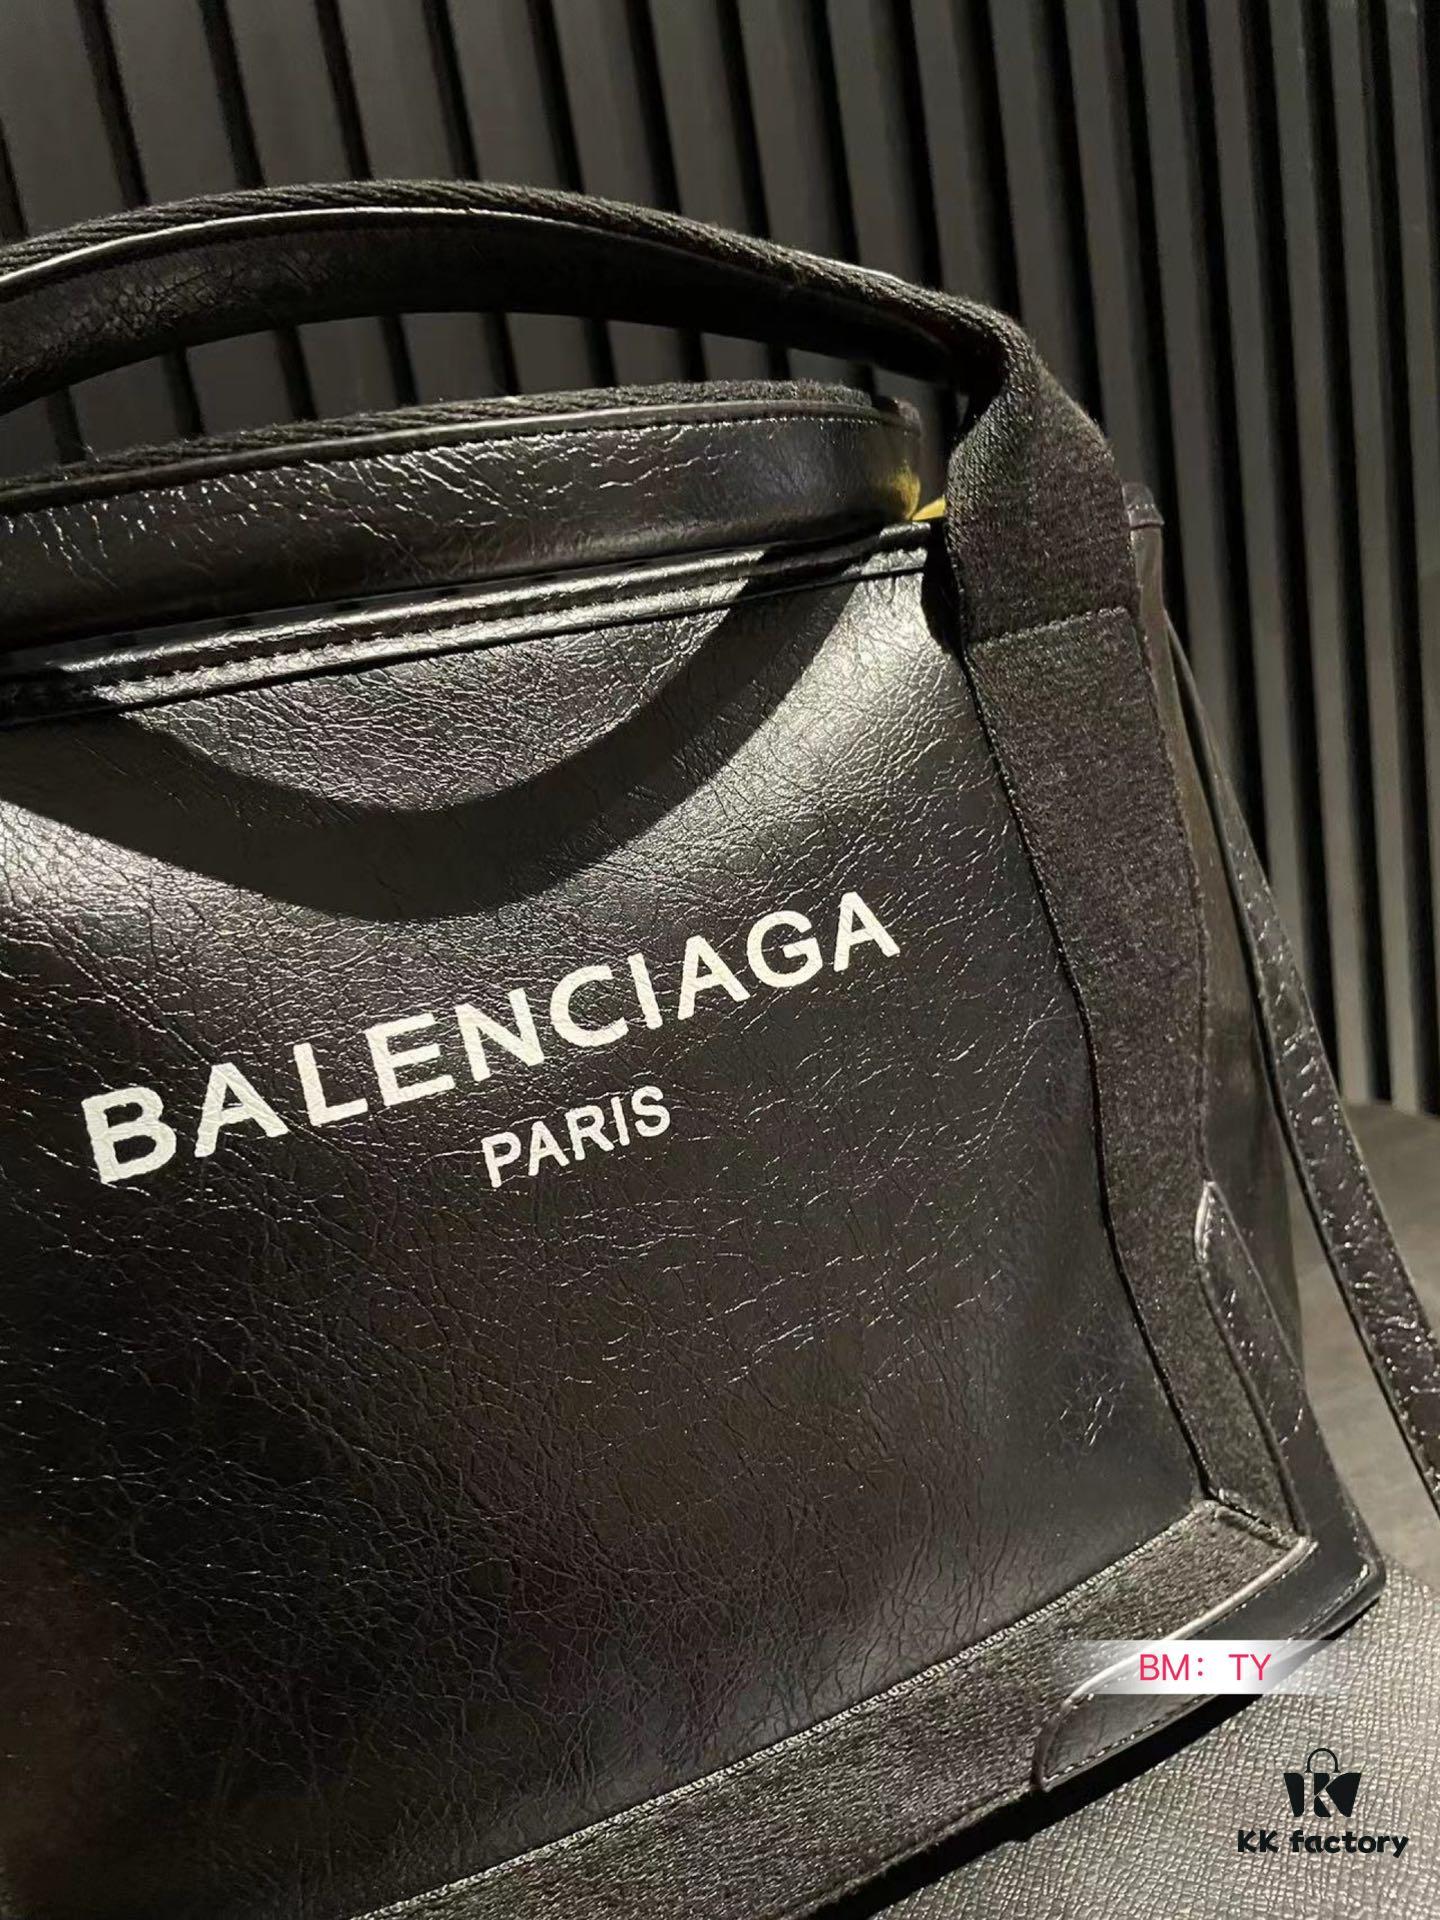 BALENCIAGA
PARIS
BM：TY
KK factory